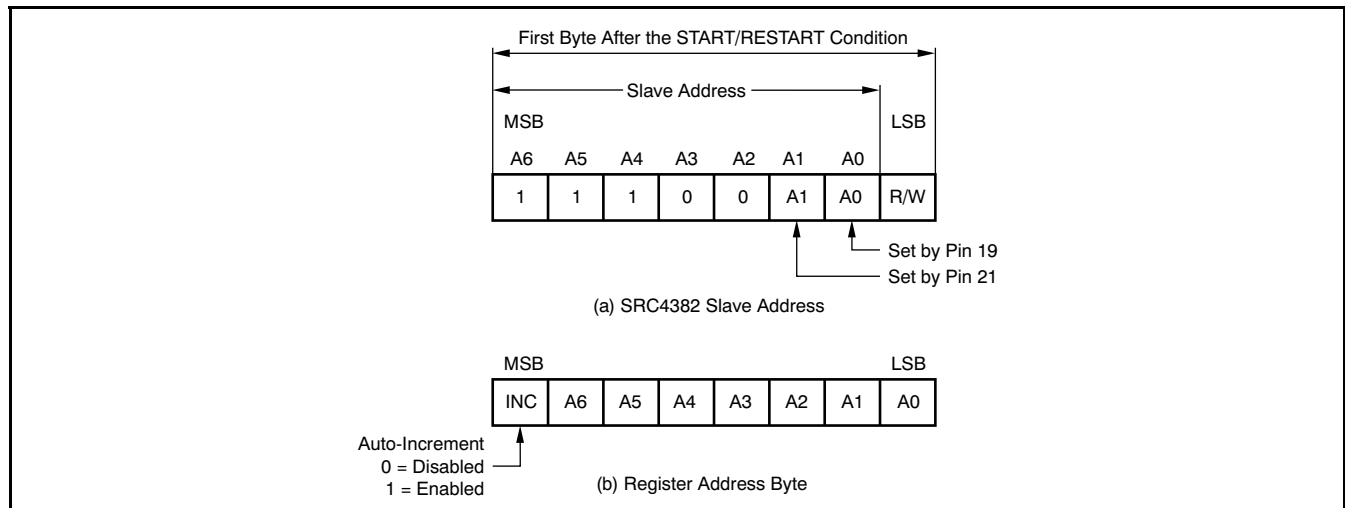 First Byte After the START/RESTART Condition
Slave Address
MSB LSB
A6 A5 A4 A3 A2 A1 A0
1 1 1 0 0 A1 A0 R/W
Set by Pin 19
Set by Pin 21
(a) SRC4382 Slave Address
MSB LSB
INC A6 A5 A4 A3 A2 A1 A0
Auto-Increment
0 = Disabled
1 = Enabled
(b) Register Address Byte